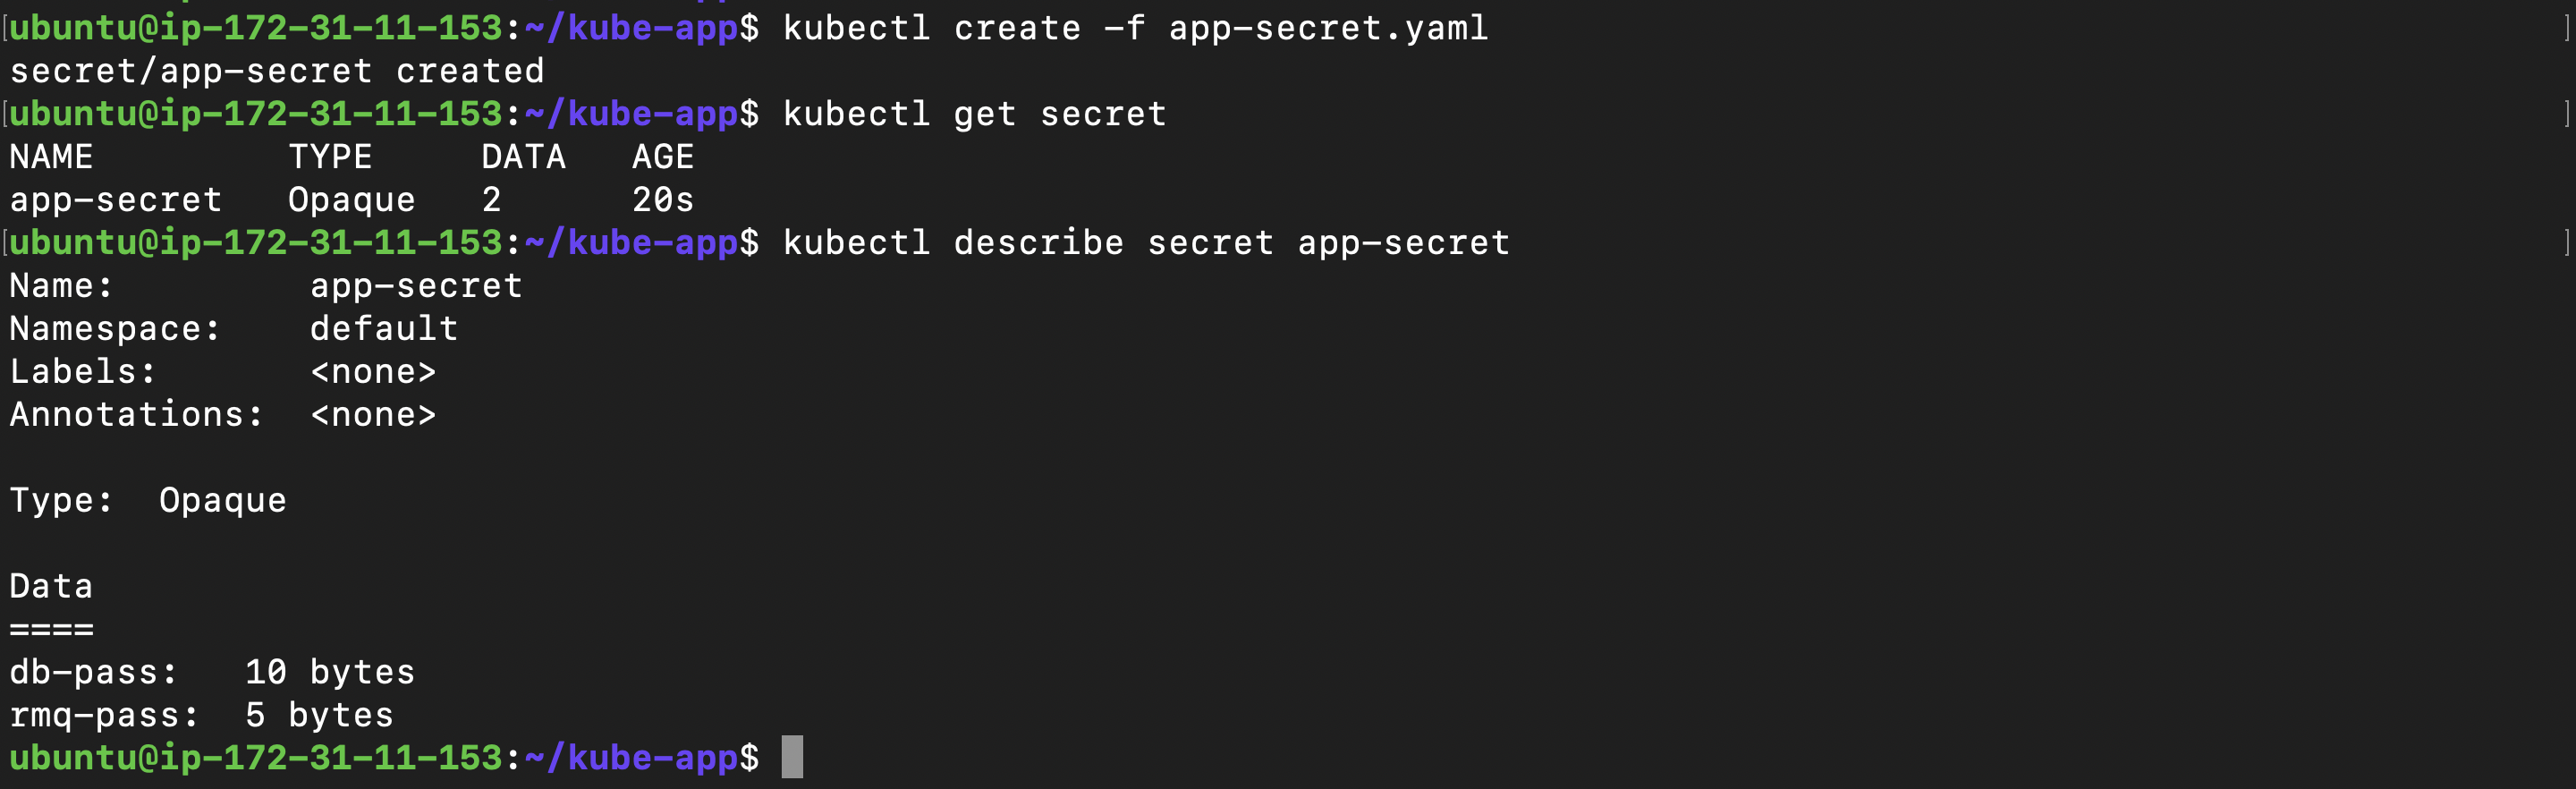 [ubuntu@ip-172-31-11-153:~/kube-app$ kubectl create -f app-secret.yaml ]
secret/app-secret created
[ubuntu@ip-172-31-11-153:~/kube-app$ kubectl get secret ]
NAME         TYPE     DATA   AGE
app-secret   Opaque   2      20s
[ubuntu@ip-172-31-11-153:~/kube-app$ kubectl describe secret app-secret ]
Name:         app-secret
Namespace:    default
Labels:       <none>
Annotations:  <none>
Type:  Opaque
Data
====
db-pass:   10 bytes
rmq-pass:  5 bytes
ubuntu@ip-172-31-11-153:~/kube-app$